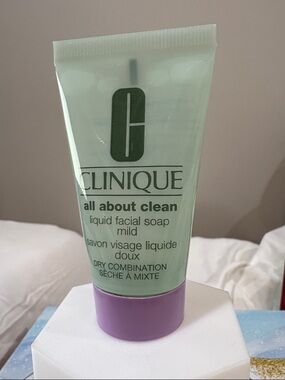 C
CLINIQUE
all about clean
liquid facial soap
mild
savon visage liquide
doux
DRY COMBINATION
SÈCHE À MIXTE